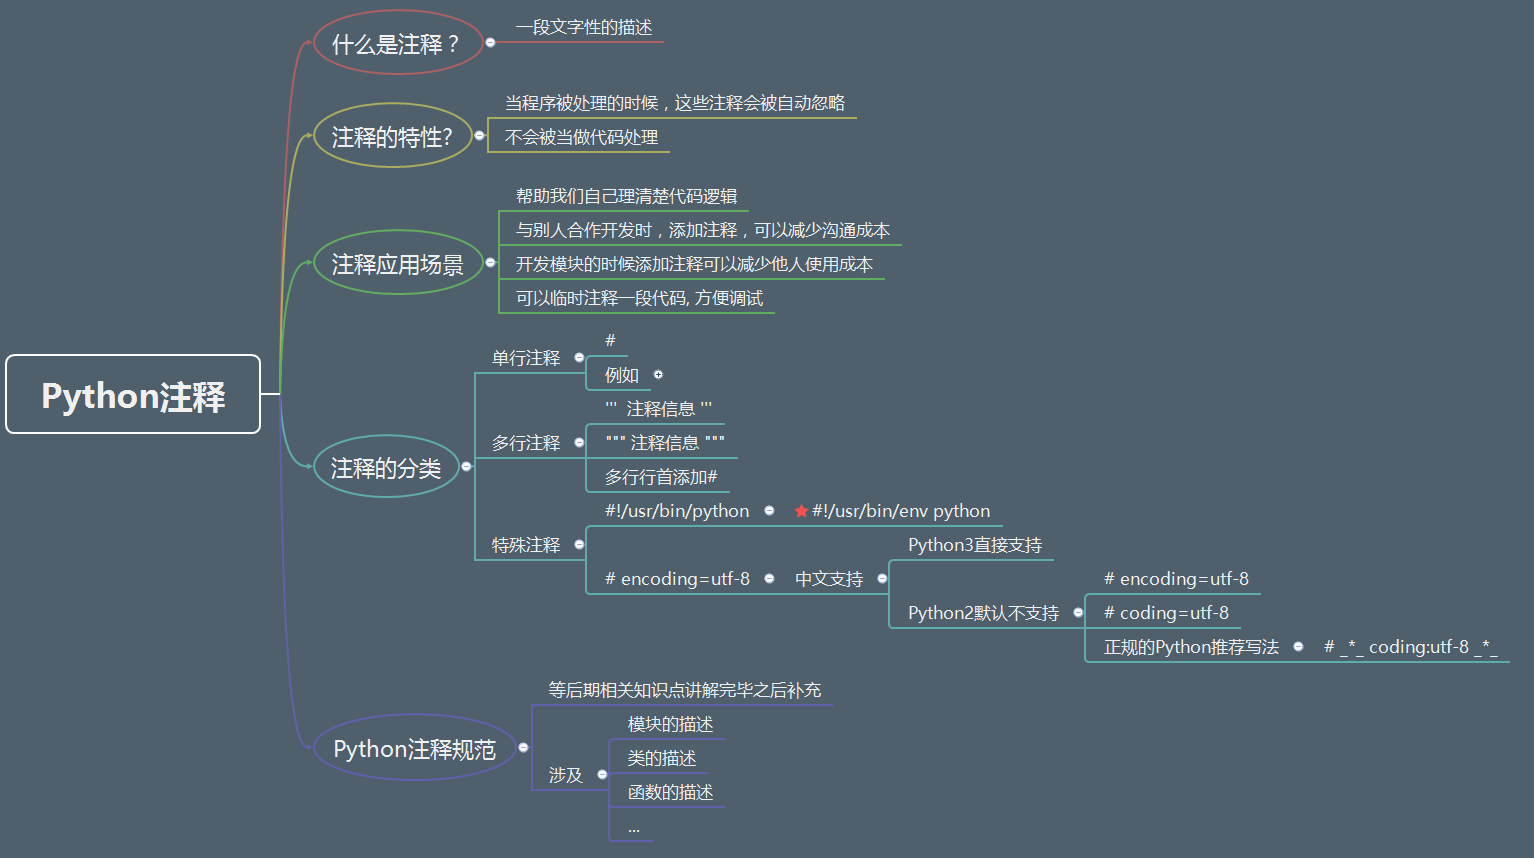 Python注释
什么是注释？
一段文字性的描述
注释的特性?
当程序被处理的时候，这些注释会被自动忽略
不会被当做代码处理
注释应用场景
帮助我们自己理清楚代码逻辑
与别人合作开发时，添加注释，可以减少沟通成本
开发模块的时候添加注释可以减少他人使用成本
可以临时注释一段代码, 方便调试
注释的分类
单行注释
#
例如
多行注释
''' 注释信息 '''
""" 注释信息 """
多行行首添加#
特殊注释
#!/usr/bin/python
#!/usr/bin/env python
# encoding=utf-8
中文支持
Python3直接支持
Python2默认不支持
# encoding=utf-8
# coding=utf-8
正规的Python推荐写法
# _*_ coding:utf-8 _*_
Python注释规范
等后期相关知识点讲解完毕之后补充
涉及
模块的描述
类的描述
函数的描述
...